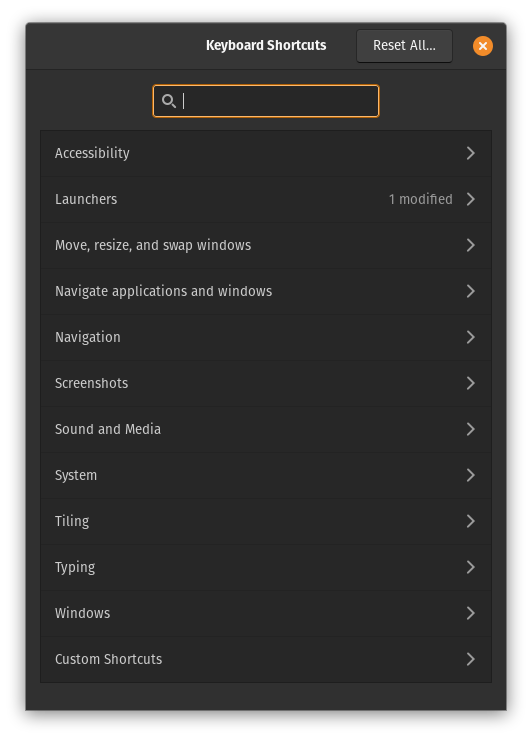 Keyboard Shortcuts
Reset All...
Accessibility
Launchers 1 modified
Move, resize, and swap windows
Navigate applications and windows
Navigation
Screenshots
Sound and Media
System
Tiling
Typing
Windows
Custom Shortcuts